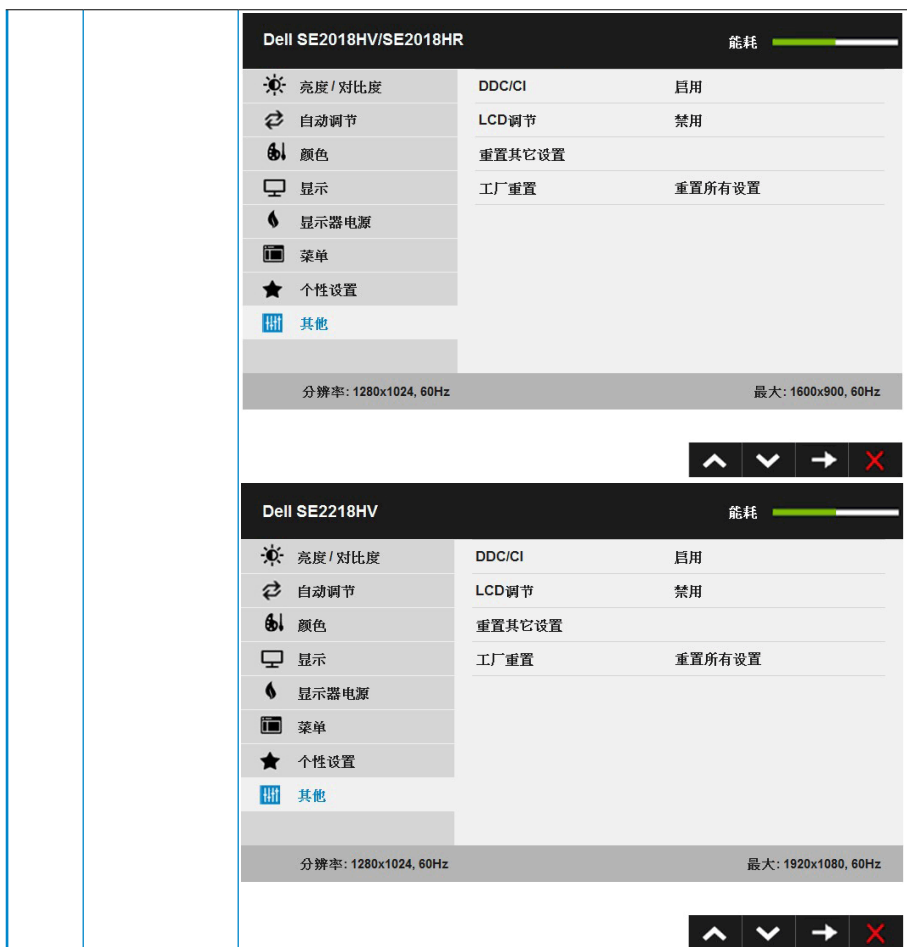 Dell SE2018HV/SE2018HR 能耗
亮度 / 对比度 DDC/CI 启用
自动调节 LCD调节 禁用
颜色 重置其它设置
显示 工厂重置 重置所有设置
显示器电源
菜单
个性设置
其他
分辨率: 1280x1024, 60Hz 最大: 1600x900, 60Hz
Dell SE2218HV 能耗
亮度 / 对比度 DDC/CI 启用
自动调节 LCD调节 禁用
颜色 重置其它设置
显示 工厂重置 重置所有设置
显示器电源
菜单
个性设置
其他
分辨率: 1280x1024, 60Hz 最大: 1920x1080, 60Hz